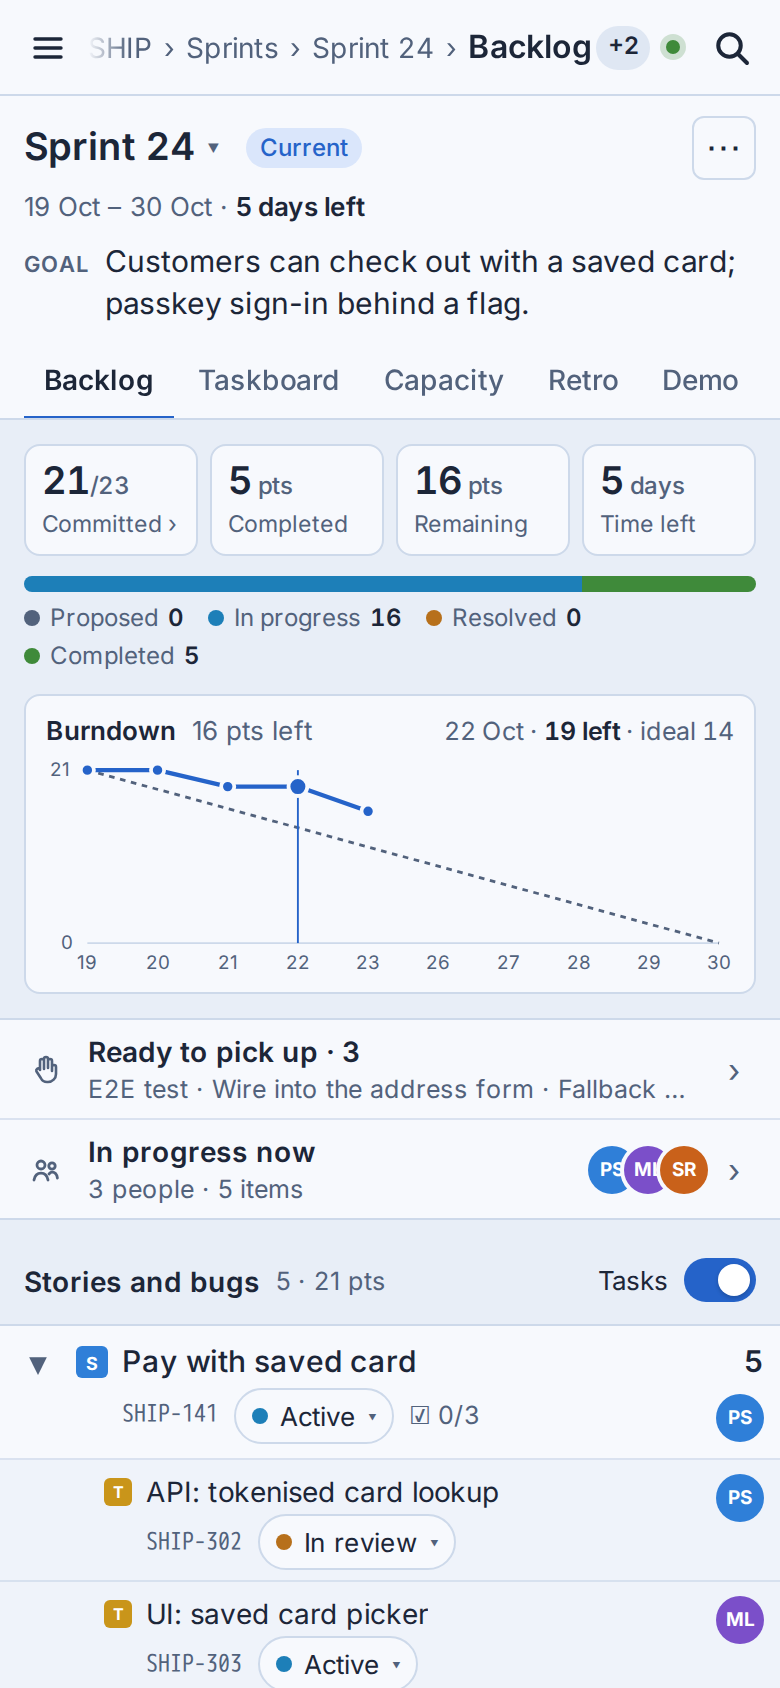 SHIP › Sprints › Sprint 24 › Backlog +2
Sprint 24 ▾ Current ⋯
19 Oct – 30 Oct · 5 days left
GOAL Customers can check out with a saved card;
passkey sign-in behind a flag.
Backlog Taskboard Capacity Retro Demo
21/23 5 pts 16 pts 5 days
Committed › Completed Remaining Time left
Proposed 0 In progress 16 Resolved 0
Completed 5
Burndown 16 pts left 22 Oct · 19 left · ideal 14
21
0
19 20 21 22 23 26 27 28 29 30
Ready to pick up · 3
E2E test · Wire into the address form · Fallback ...
In progress now
3 people · 5 items PS ML SR
Stories and bugs 5 · 21 pts Tasks
S Pay with saved card 5
SHIP-141 Active ▾ ☑ 0/3 PS
T API: tokenised card lookup PS
SHIP-302 In review ▾
T UI: saved card picker ML
SHIP-303 Active ▾